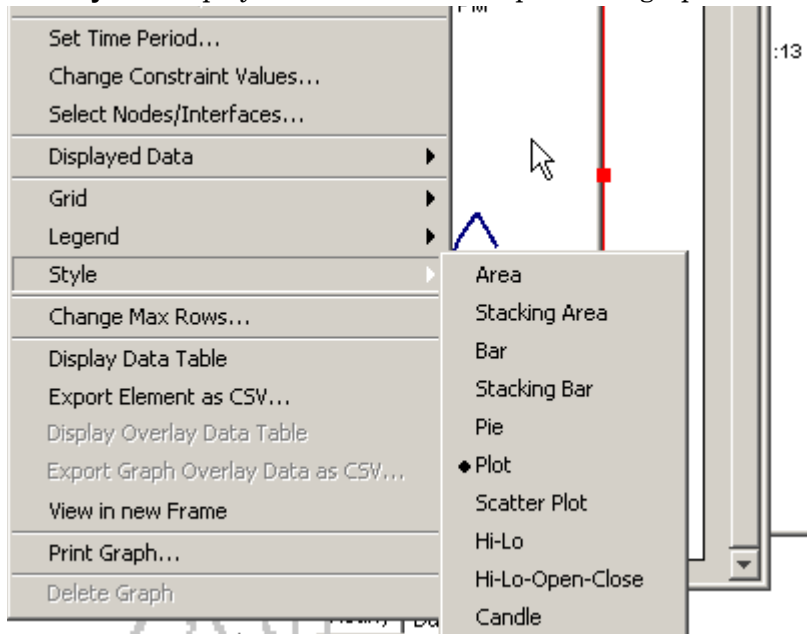 PM
:13
Set Time Period...
Change Constraint Values...
Select Nodes/Interfaces...
Displayed Data
Grid
Legend
Style
Change Max Rows...
Display Data Table
Export Element as CSV...
Display Overlay Data Table
Export Graph Overlay Data as CSV...
View in new Frame
Print Graph...
Delete Graph
Area
Stacking Area
Bar
Stacking Bar
Pie
Plot
Scatter Plot
Hi-Lo
Hi-Lo-Open-Close
Candle